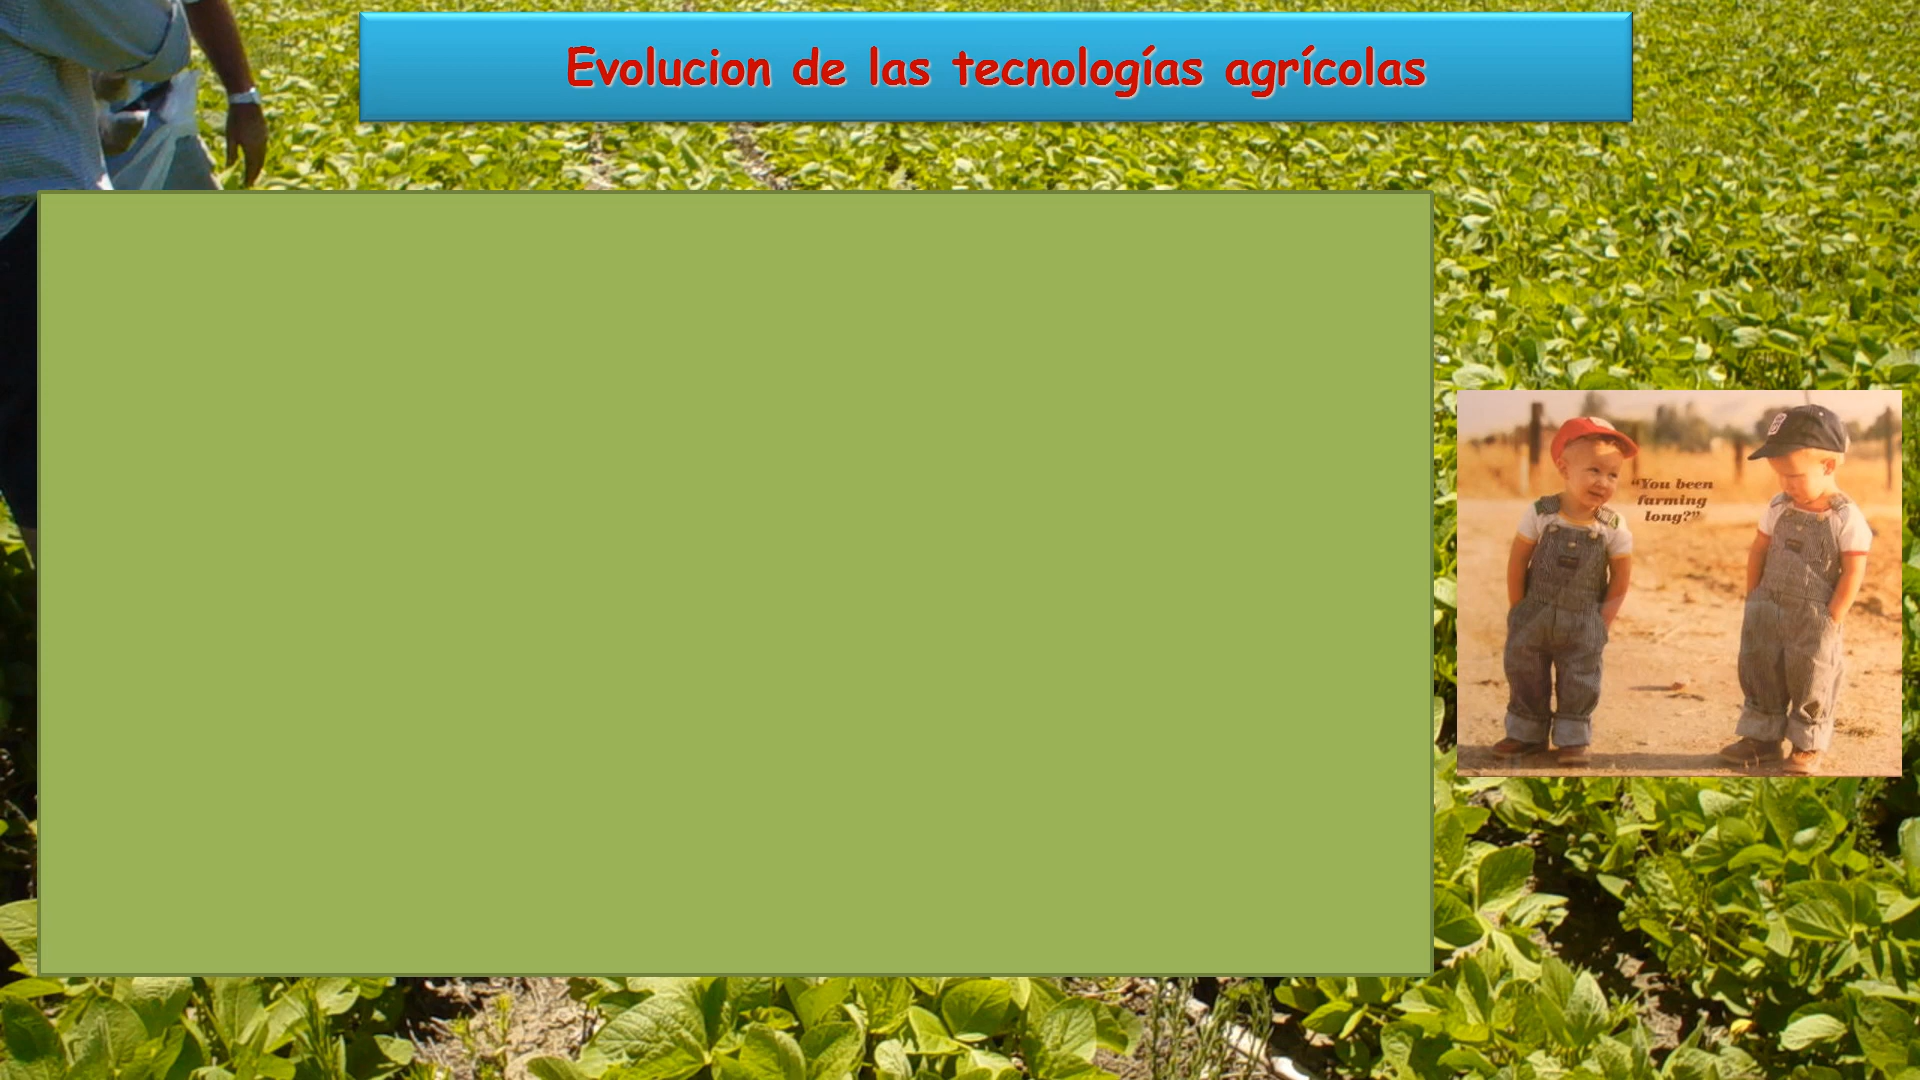 Evolucion de las tecnologías agrícolas
“You been
farming
long?”